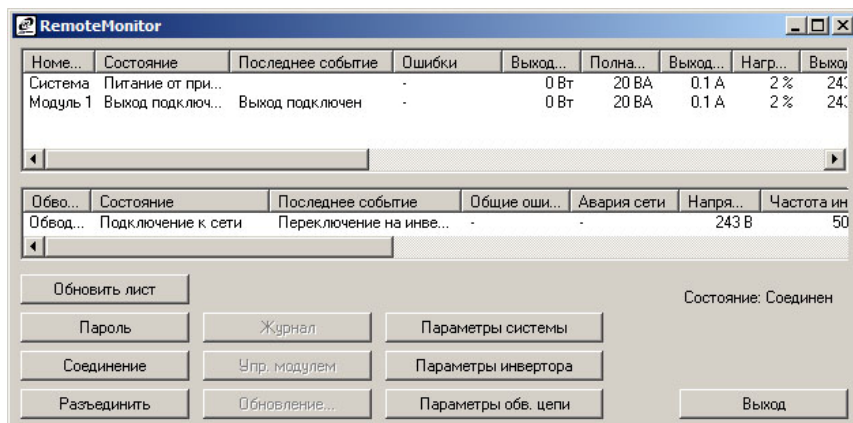 RemoteMonitor
Номе... Состояние Последнее событие Ошибки Выход... Полна... Выход... Нагр... Выход
Система Питание от при... - 0 Вт 20 ВА 0.1 А 2 % 243
Модуль 1 Выход подключ... Выход подключен - 0 Вт 20 ВА 0.1 А 2 % 243
Обво... Состояние Последнее событие Общие оши... Авария сети Напря... Частота ин
Обвод... Подключение к сети Переключение на инве... - - 243 В 50
Обновить лист
Состояние: Соединен
Пароль Журнал Параметры системы
Соединение Упр. модулем Параметры инвертора
Разъединить Обновление... Параметры обв. цепи Выход